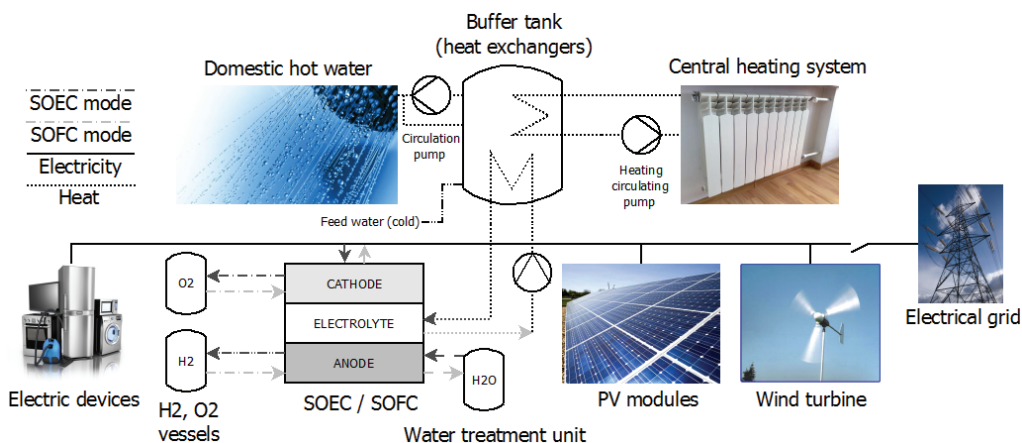 Buffer tank
(heat exchangers)
Domestic hot water
Central heating system
SOEC mode
SOFC mode
Electricity
Heat
Circulation
pump
Heating
circulating
pump
Feed water (cold)
O2
CATHODE
ELECTROLYTE
H2
ANODE
H2O
Electrical grid
Electric devices
SOEC / SOFC
PV modules
Wind turbine
H2, O2
vessels
Water treatment unit